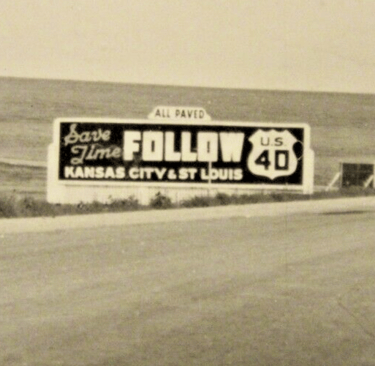 ALL PAVED
Save Time FOLLOW
U.S. 40
KANSAS CITY & ST LOUIS